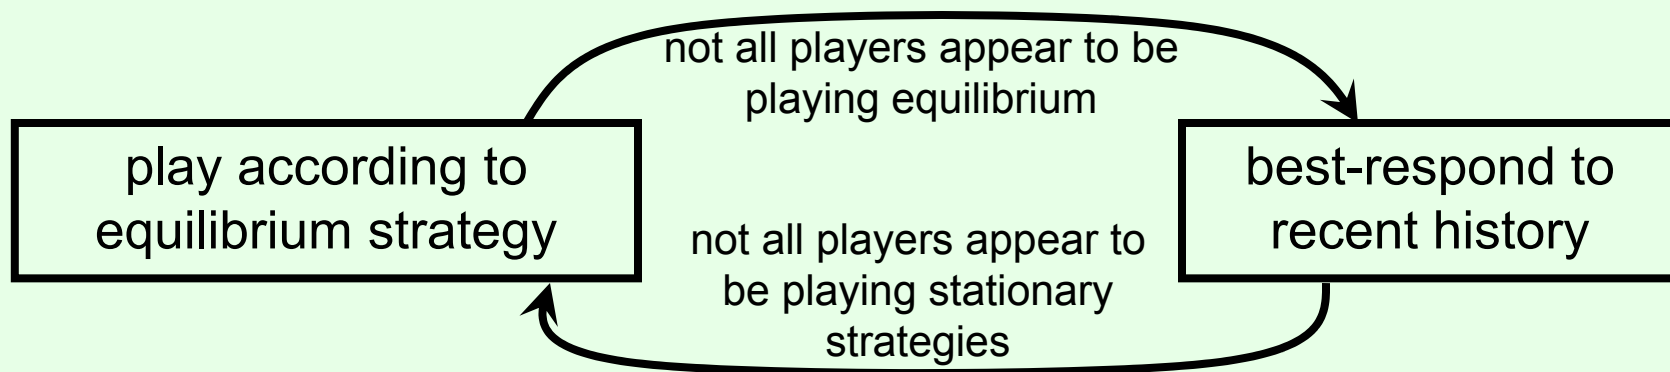 not all players appear to be
playing equilibrium
play according to
equilibrium strategy
best-respond to
recent history
not all players appear to
be playing stationary
strategies